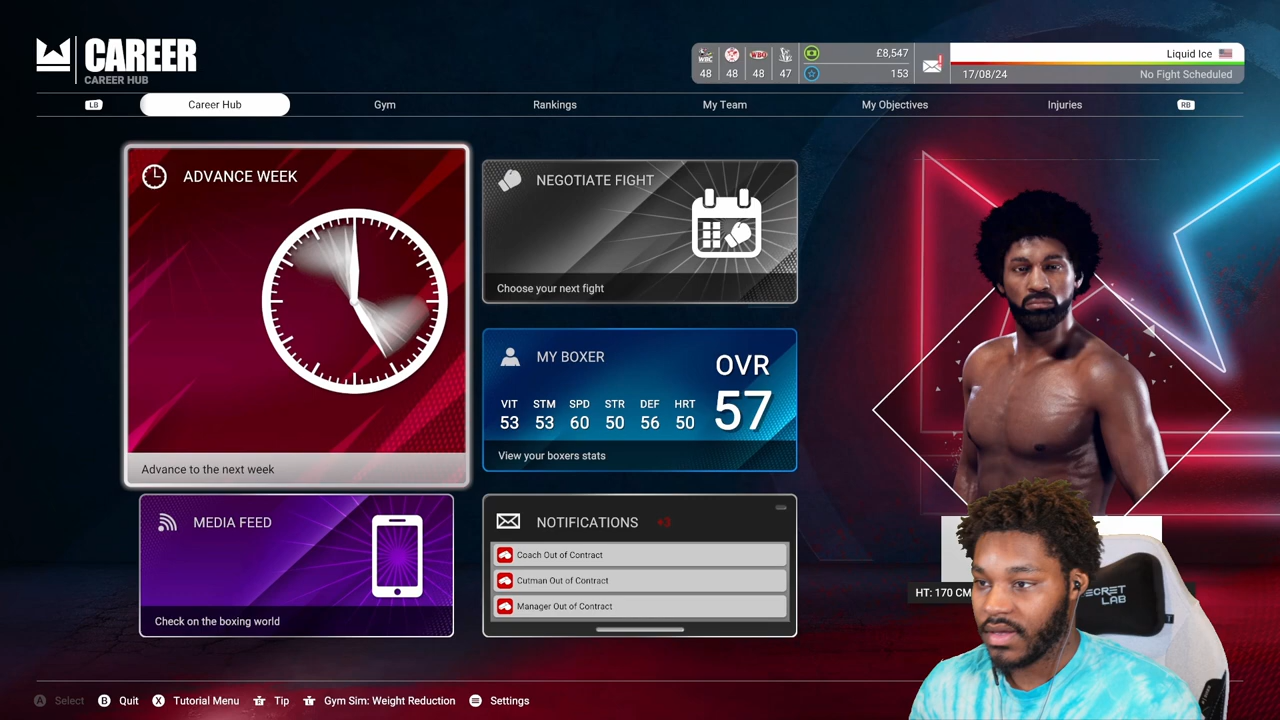 CAREER
CAREER HUB
WBC
WBO
48 48 48 47
£8,547
153
Liquid Ice
17/08/24 No Fight Scheduled
LB Career Hub Gym Rankings My Team My Objectives Injuries RB
ADVANCE WEEK
Advance to the next week
NEGOTIATE FIGHT
Choose your next fight
MY BOXER
OVR
57
VIT STM SPD STR DEF HRT
53 53 60 50 56 50
View your boxers stats
MEDIA FEED
Check on the boxing world
NOTIFICATIONS +3
Coach Out of Contract
Cutman Out of Contract
Manager Out of Contract
HT: 170 CM
SECRET
LAB
A Select B Quit X Tutorial Menu Tip Gym Sim: Weight Reduction Settings